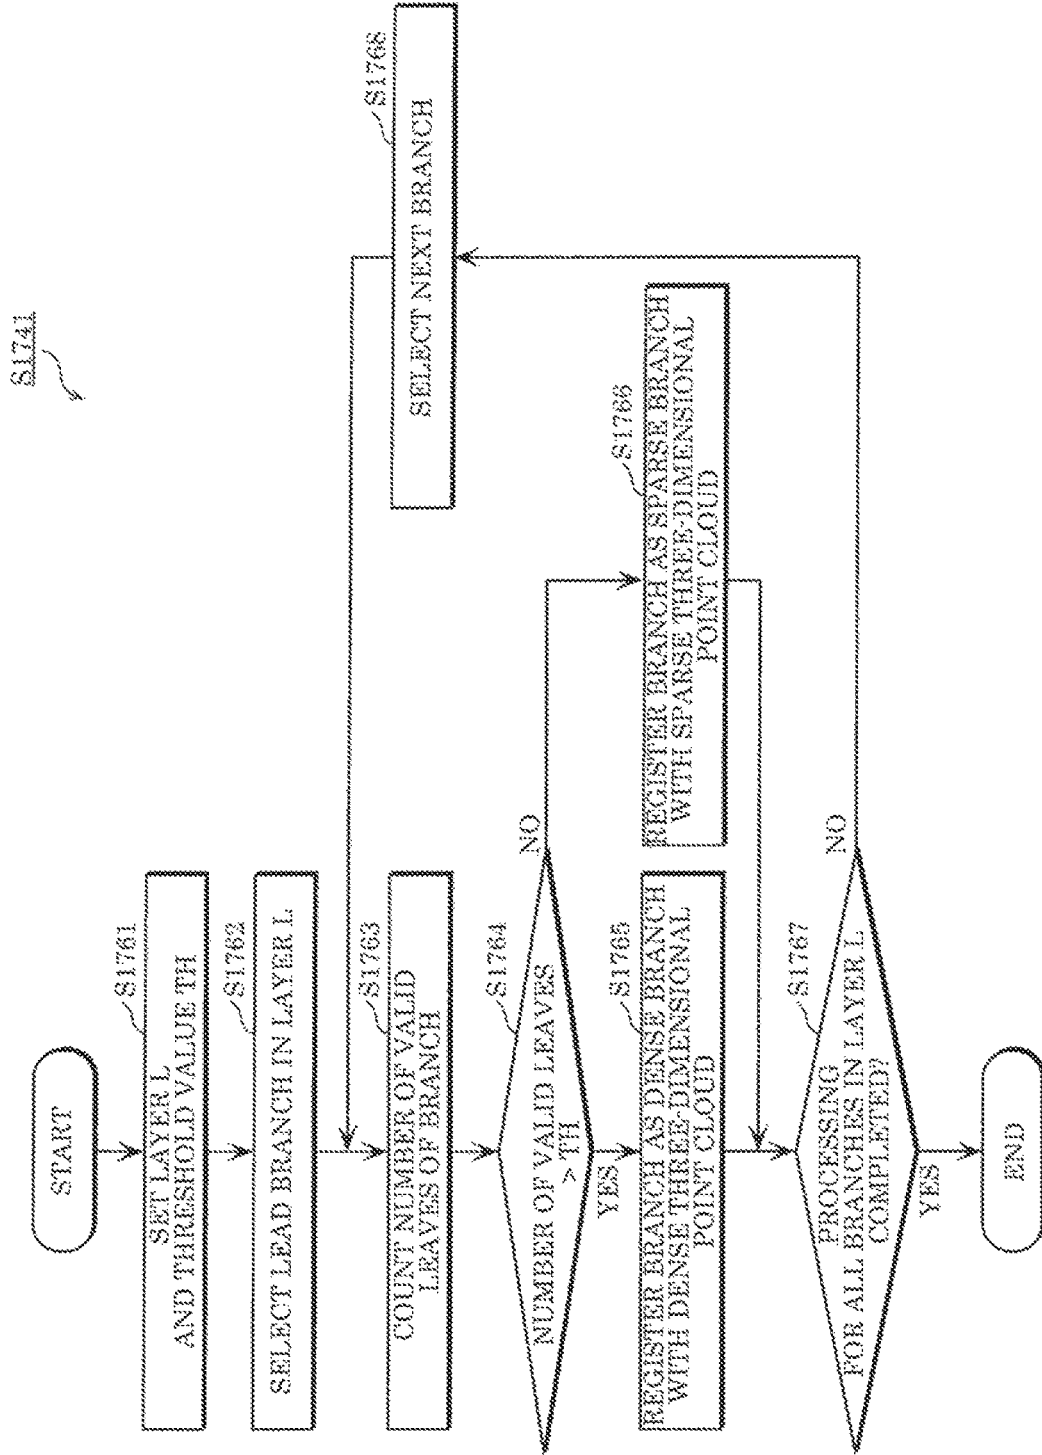 S1741
START
S1761
SET LAYER L
AND THRESHOLD VALUE TH
S1762
SELECT LEAD BRANCH IN LAYER L
S1763
COUNT NUMBER OF VALID
LEAVES OF BRANCH
S1768
SELECT NEXT BRANCH
S1764
NUMBER OF VALID LEAVES
> TH
NO
YES
S1765
REGISTER BRANCH AS DENSE BRANCH
WITH DENSE THREE-DIMENSIONAL
POINT CLOUD
S1766
REGISTER BRANCH AS SPARSE BRANCH
WITH SPARSE THREE-DIMENSIONAL
POINT CLOUD
S1767
PROCESSING
FOR ALL BRANCHES IN LAYER L
COMPLETED?
NO
YES
END